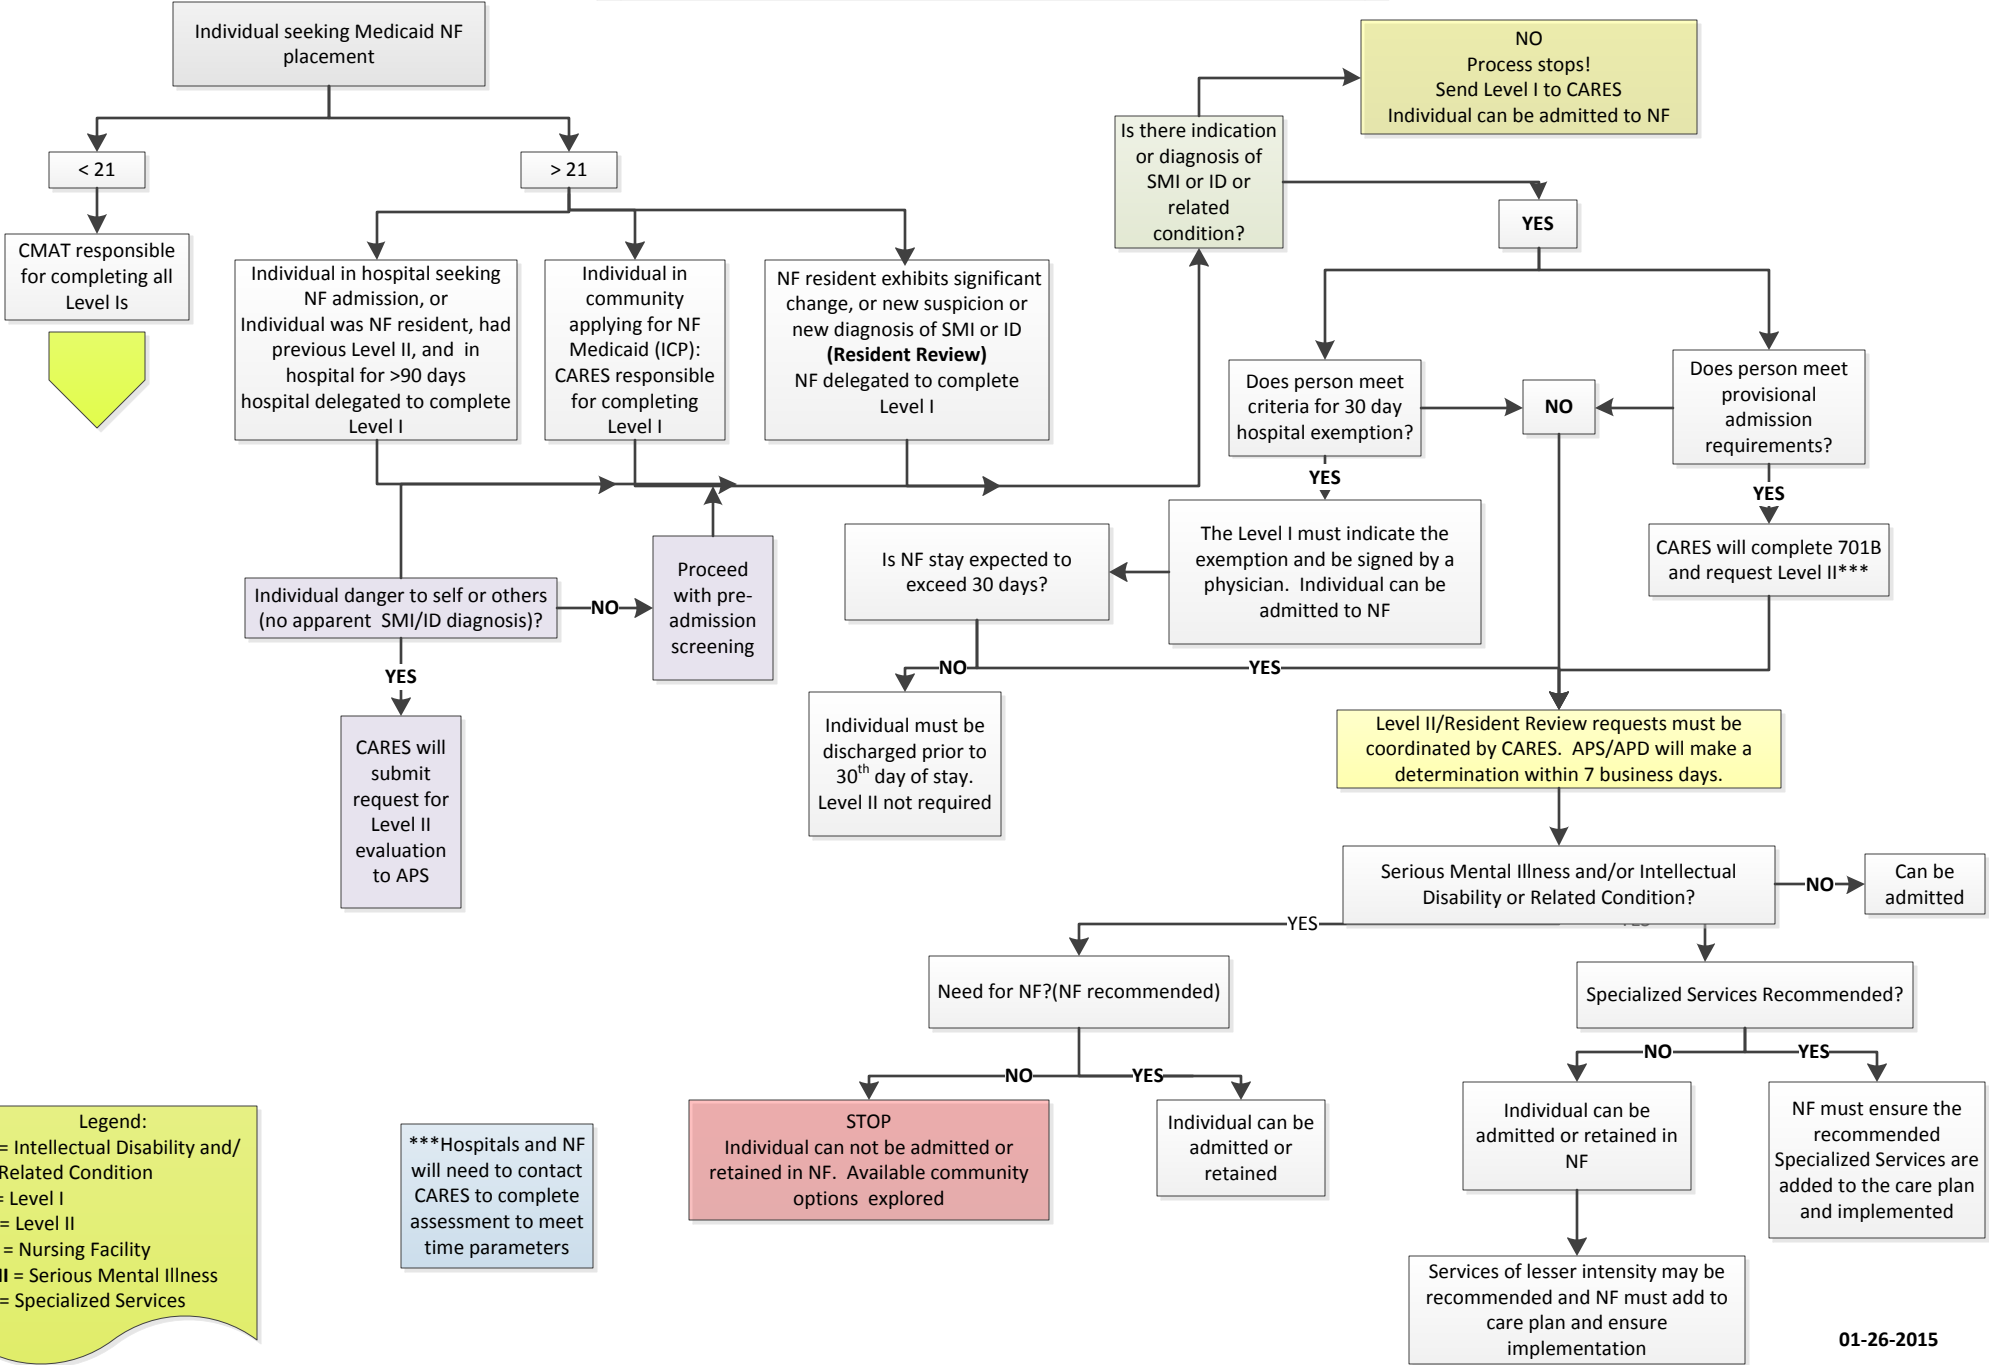 Individual seeking Medicaid NF
placement
< 21
> 21
CMAT responsible
for completing all
Level Is
Individual in hospital seeking
NF admission, or
Individual was NF resident, had
previous Level II, and in
hospital for >90 days
hospital delegated to complete
Level I
Individual in
community
applying for NF
Medicaid (ICP):
CARES responsible
for completing
Level I
NF resident exhibits significant
change, or new suspicion or
new diagnosis of SMI or ID
(Resident Review)
NF delegated to complete
Level I
Is there indication
or diagnosis of
SMI or ID or
related
condition?
NO
Process stops!
Send Level I to CARES
Individual can be admitted to NF
YES
Does person meet
criteria for 30 day
hospital exemption?
NO
Does person meet
provisional
admission
requirements?
YES
YES
The Level I must indicate the
exemption and be signed by a
physician. Individual can be
admitted to NF
CARES will complete 701B
and request Level II***
Is NF stay expected to
exceed 30 days?
NO
YES
Individual must be
discharged prior to
30th day of stay.
Level II not required
Individual danger to self or others
(no apparent SMI/ID diagnosis)?
NO
Proceed
with pre-
admission
screening
YES
CARES will
submit
request for
Level II
evaluation
to APS
Level II/Resident Review requests must be
coordinated by CARES. APS/APD will make a
determination within 7 business days.
Serious Mental Illness and/or Intellectual
Disability or Related Condition?
NO
Can be
admitted
YES
YES
Need for NF?(NF recommended)
NO
YES
STOP
Individual can not be admitted or
retained in NF. Available community
options explored
Individual can be
admitted or
retained
Specialized Services Recommended?
NO
YES
Individual can be
admitted or retained in
NF
NF must ensure the
recommended
Specialized Services are
added to the care plan
and implemented
Services of lesser intensity may be
recommended and NF must add to
care plan and ensure
implementation
Legend:
= Intellectual Disability and/
Related Condition
= Level I
= Level II
= Nursing Facility
II = Serious Mental Illness
= Specialized Services
***Hospitals and NF
will need to contact
CARES to complete
assessment to meet
time parameters
01-26-2015